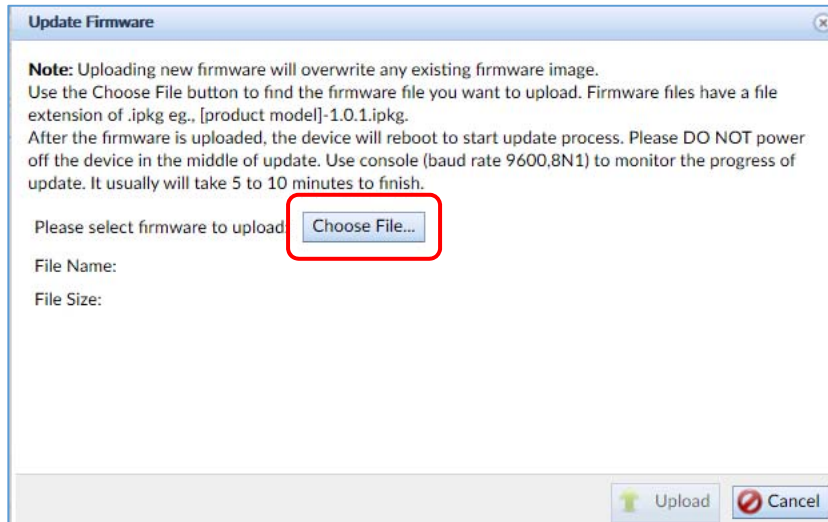 Update Firmware
Note: Uploading new firmware will overwrite any existing firmware image.
Use the Choose File button to find the firmware file you want to upload. Firmware files have a file
extension of .ipkg eg., [product model]-1.0.1.ipkg.
After the firmware is uploaded, the device will reboot to start update process. Please DO NOT power
off the device in the middle of update. Use console (baud rate 9600,8N1) to monitor the progress of
update. It usually will take 5 to 10 minutes to finish.
Please select firmware to upload: Choose File...
File Name:
File Size:
Upload Cancel